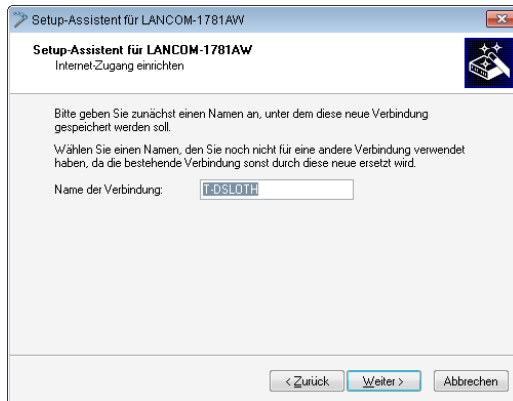 Setup-Assistent für LANCOM-1781AW
Setup-Assistent für LANCOM-1781AW
Internet-Zugang einrichten
Bitte geben Sie zunächst einen Namen an, unter dem diese neue Verbindung
gespeichert werden soll.
Wählen Sie einen Namen, den Sie noch nicht für eine andere Verbindung verwendet
haben, da die bestehende Verbindung sonst durch diese neue ersetzt wird.
Name der Verbindung: T-DSLOTH
< Zurück Weiter > Abbrechen